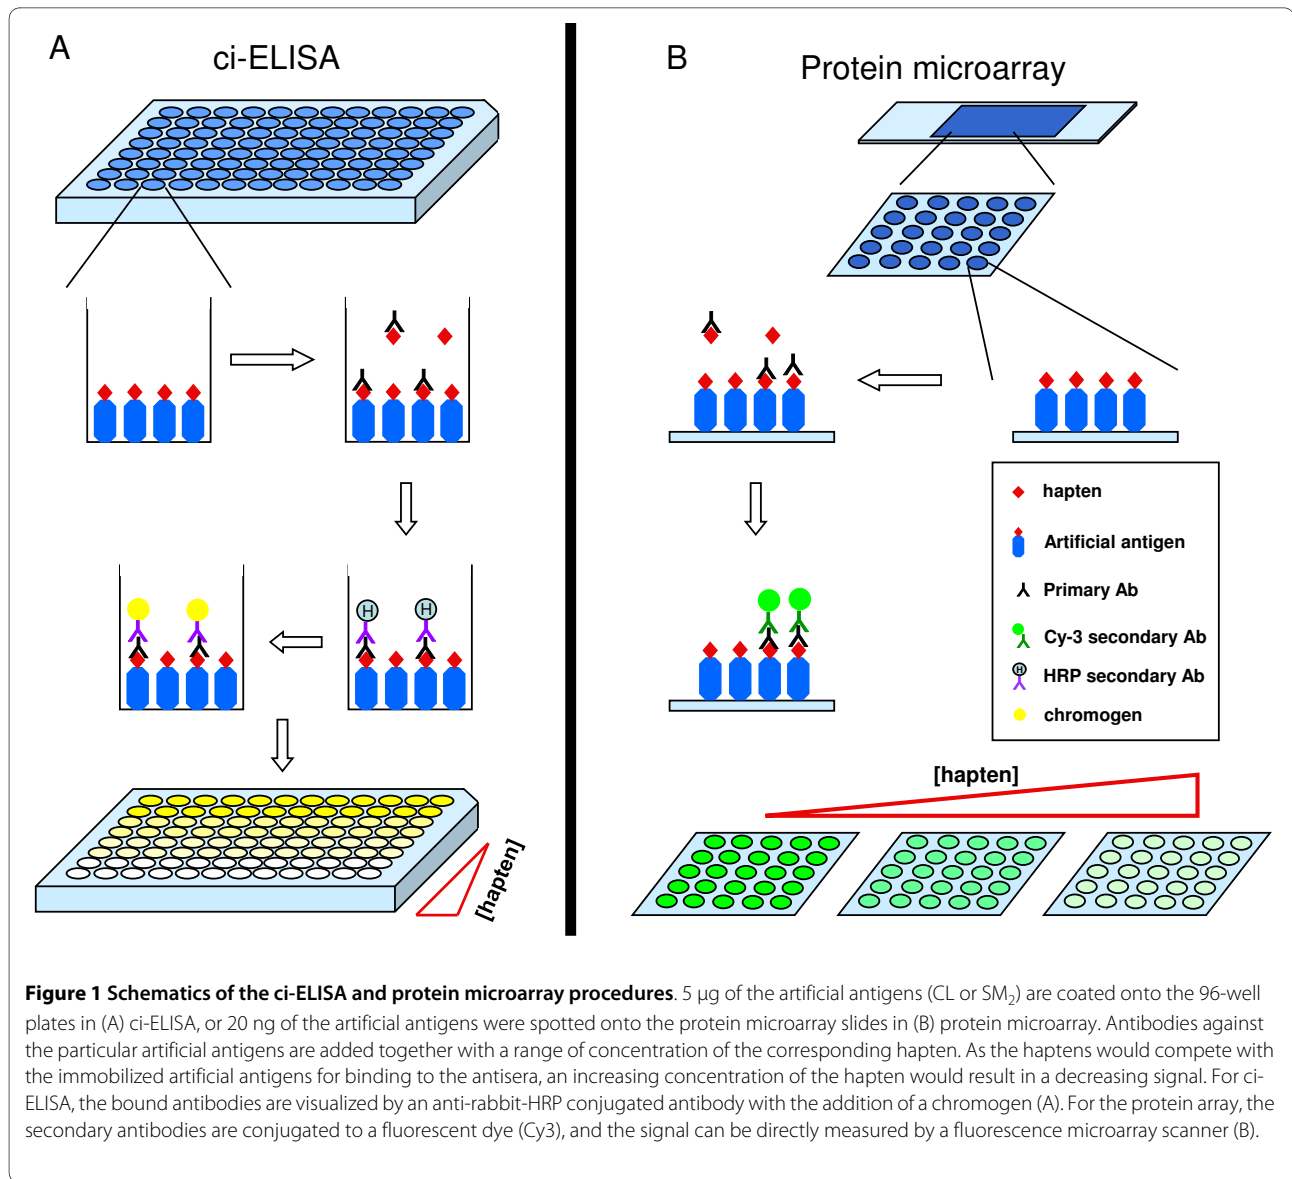 A
ci-ELISA
[hapten]
B
Protein microarray
hapten
Artificial antigen
Primary Ab
Cy-3 secondary Ab
H HRP secondary Ab
chromogen
H H
[hapten]
Figure 1 Schematics of the ci-ELISA and protein microarray procedures. 5 μg of the artificial antigens (CL or SM₂) are coated onto the 96-well
plates in (A) ci-ELISA, or 20 ng of the artificial antigens were spotted onto the protein microarray slides in (B) protein microarray. Antibodies against
the particular artificial antigens are added together with a range of concentration of the corresponding hapten. As the haptens would compete with
the immobilized artificial antigens for binding to the antisera, an increasing concentration of the hapten would result in a decreasing signal. For ci-
ELISA, the bound antibodies are visualized by an anti-rabbit-HRP conjugated antibody with the addition of a chromogen (A). For the protein array, the
secondary antibodies are conjugated to a fluorescent dye (Cy3), and the signal can be directly measured by a fluorescence microarray scanner (B).